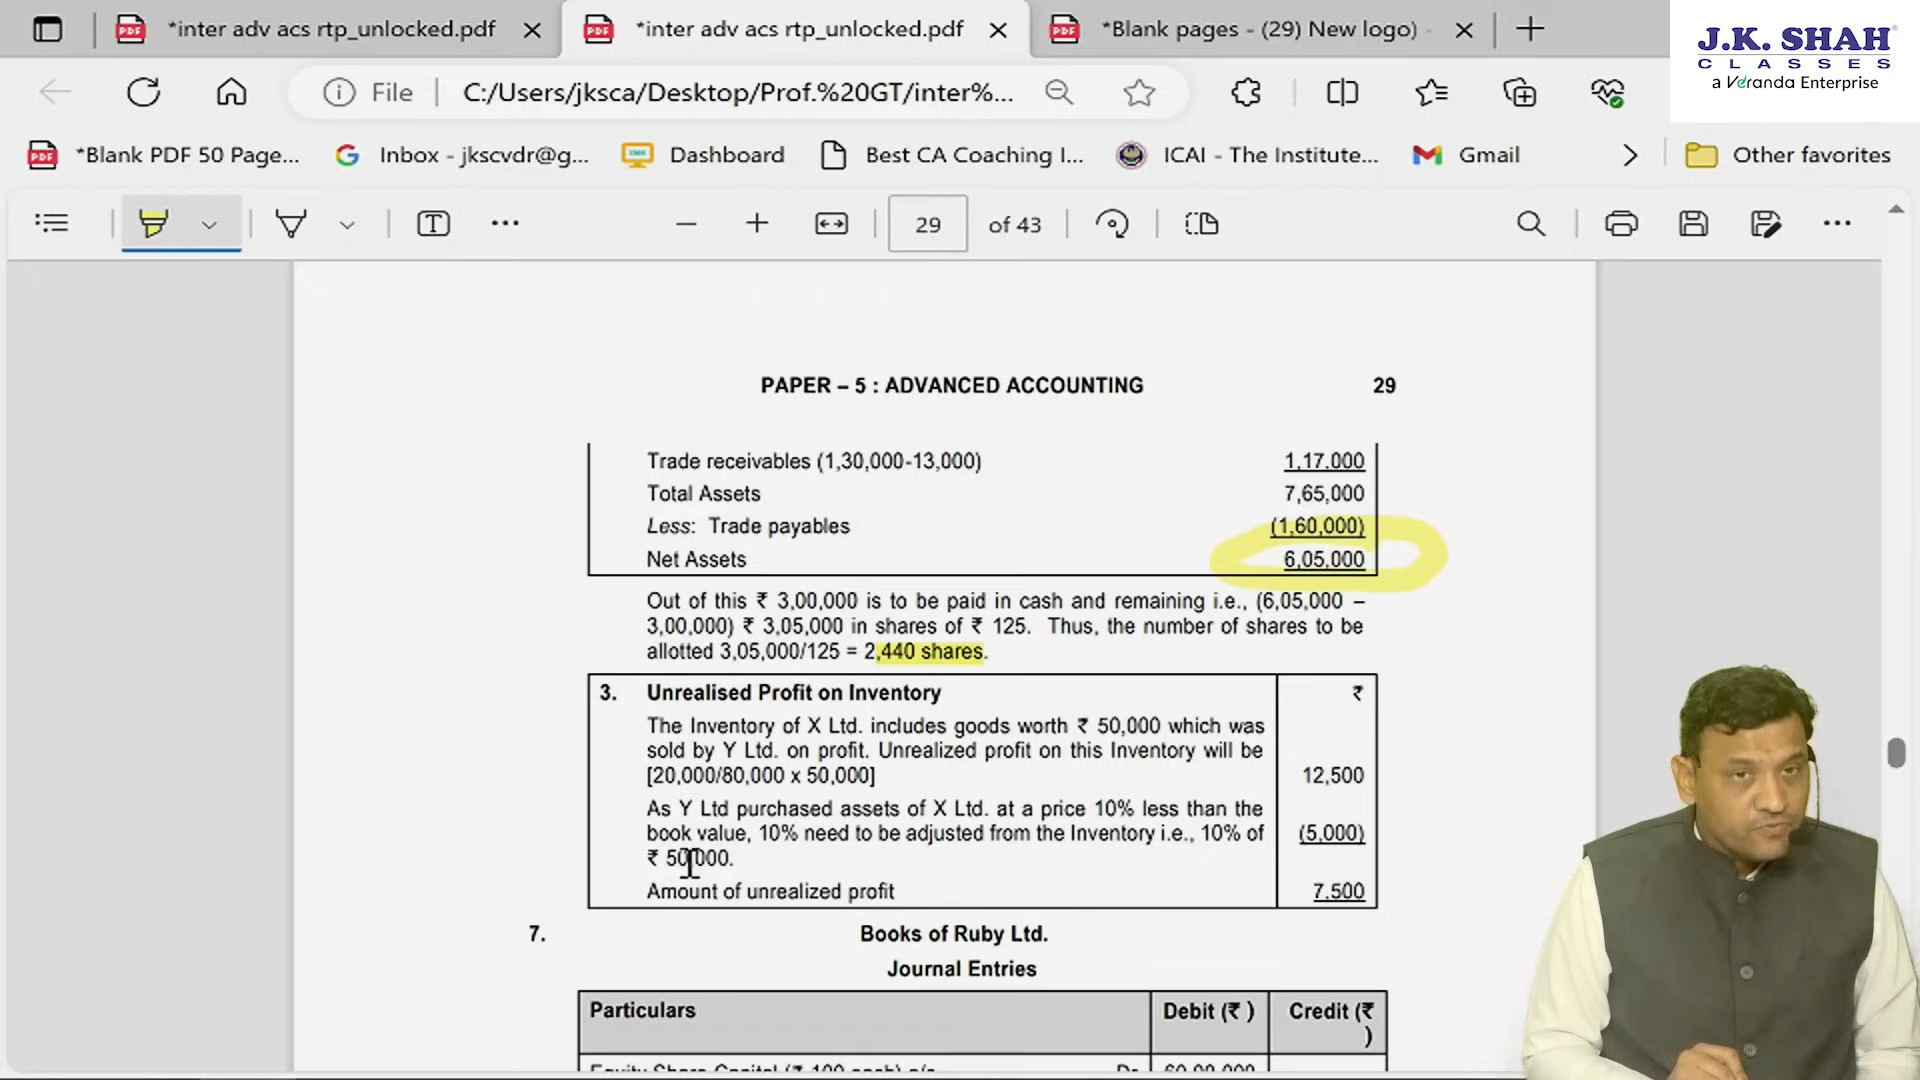 *inter adv acs rtp_unlocked.pdf
*inter adv acs rtp_unlocked.pdf
*Blank pages - (29) New logo) -
J.K. SHAH
CLASSES
a Veranda Enterprise
File
C:/Users/jksca/Desktop/Prof.%20GT/inter%...
*Blank PDF 50 Page...
Inbox - jkscvdr@g...
Dashboard
Best CA Coaching I...
ICAI - The Institute...
Gmail
Other favorites
29 of 43
PAPER – 5 : ADVANCED ACCOUNTING 29
Trade receivables (1,30,000-13,000) 1,17.000
Total Assets 7,65,000
Less: Trade payables (1,60,000)
Net Assets 6,05,000
Out of this ₹ 3,00,000 is to be paid in cash and remaining i.e., (6,05,000 –
3,00,000) ₹ 3,05,000 in shares of ₹ 125. Thus, the number of shares to be
allotted 3,05,000/125 = 2,440 shares.
3. Unrealised Profit on Inventory ₹
The Inventory of X Ltd. includes goods worth ₹ 50,000 which was
sold by Y Ltd. on profit. Unrealized profit on this Inventory will be
[20,000/80,000 x 50,000] 12,500
As Y Ltd purchased assets of X Ltd. at a price 10% less than the
book value, 10% need to be adjusted from the Inventory i.e., 10% of (5,000)
₹ 50,000.
Amount of unrealized profit 7.500
7. Books of Ruby Ltd.
Journal Entries
Particulars Debit (₹ ) Credit (₹
)
Equity Share Capital (₹ 100 each) a/c Dr 60,00,000